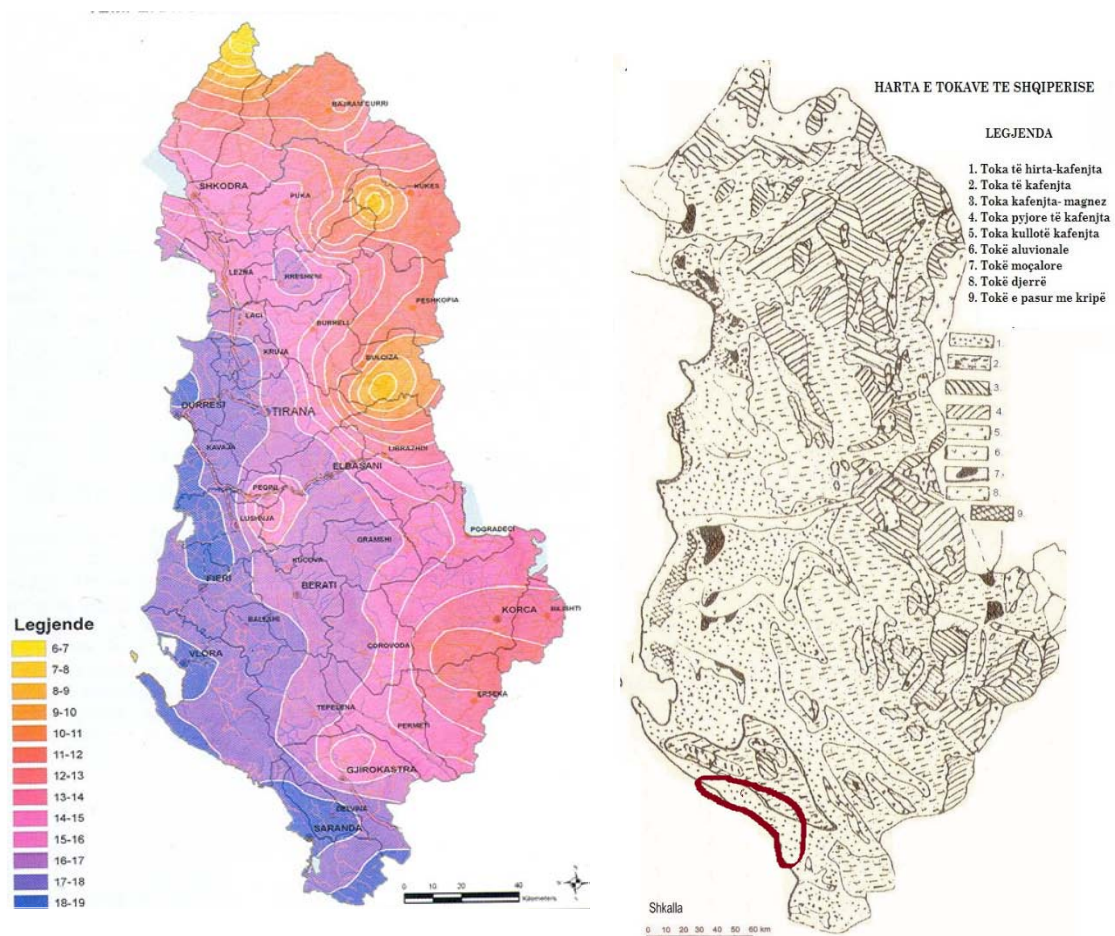 BAJRAM CURRI
SHKODRA
PUKA
KUKES
LEZHA
RRESHENI
PESHKOPIA
LACI
BURRELI
KRUJA
BULQIZA
DURRESI
TIRANA
KAVAJA
LIBRAZHDI
ELBASANI
PEQINI
LUSHNJA
POGRADECI
GRAMSHI
KUCOVA
FIERI
BERATI
KORCA
BILISHTI
BALLSHI
COROVODA
VLORA
ERSEKA
TEPELENA
PERMETI
GJIROKASTRA
DELVINA
SARANDA
Legjende
6-7
7-8
8-9
9-10
10-11
11-12
12-13
13-14
14-15
15-16
16-17
17-18
18-19
0 10 20 40
Kilometers
HARTA E TOKAVE TE SHQIPERISE
LEGJENDA
1. Toka të hirta-kafenjta
2. Toka të kafenjta
3. Toka kafenjta- magnez
4. Toka pyjore të kafenjta
5. Toka kullotë kafenjta
6. Tokë aluvionale
7. Tokë moçalore
8. Tokë djerrë
9. Tokë e pasur me kripë
1.
2.
3.
4.
5.
6.
7.
8.
9.
Shkalla
0 10 20 30 40 50 60 km